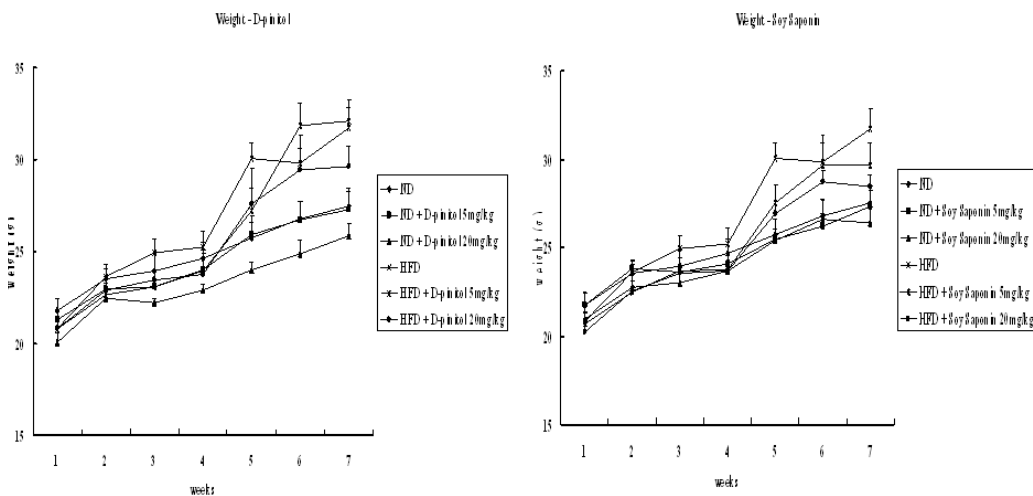 Weight - D-pinitol
35
30
25
20
15
weight (g)
1 2 3 4 5 6 7
weeks
ND
ND + D-pinitol 5mg/kg
ND + D-pinitol 20mg/kg
HFD
HFD + D-pinitol 5mg/kg
HFD + D-pinitol 20mg/kg
Weight - Soy Saponin
35
30
25
20
15
weight (g)
1 2 3 4 5 6 7
weeks
ND
ND + Soy Saponin 5mg/kg
ND + Soy Saponin 20mg/kg
HFD
HFD + Soy Saponin 5mg/kg
HFD + Soy Saponin 20mg/kg